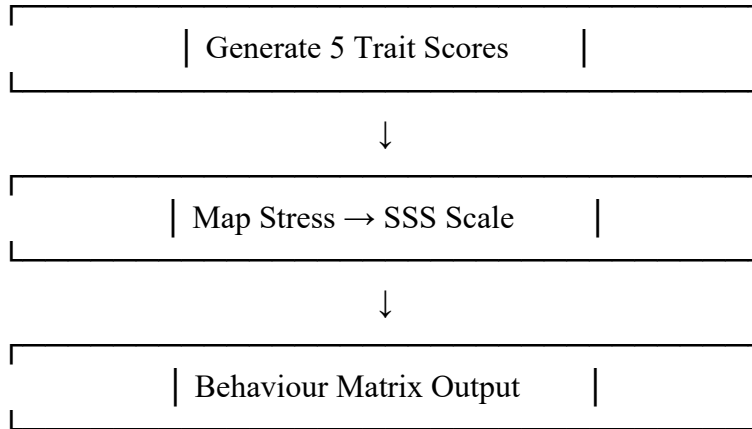 │ Generate 5 Trait Scores │
↓
│ Map Stress → SSS Scale │
↓
│ Behaviour Matrix Output │